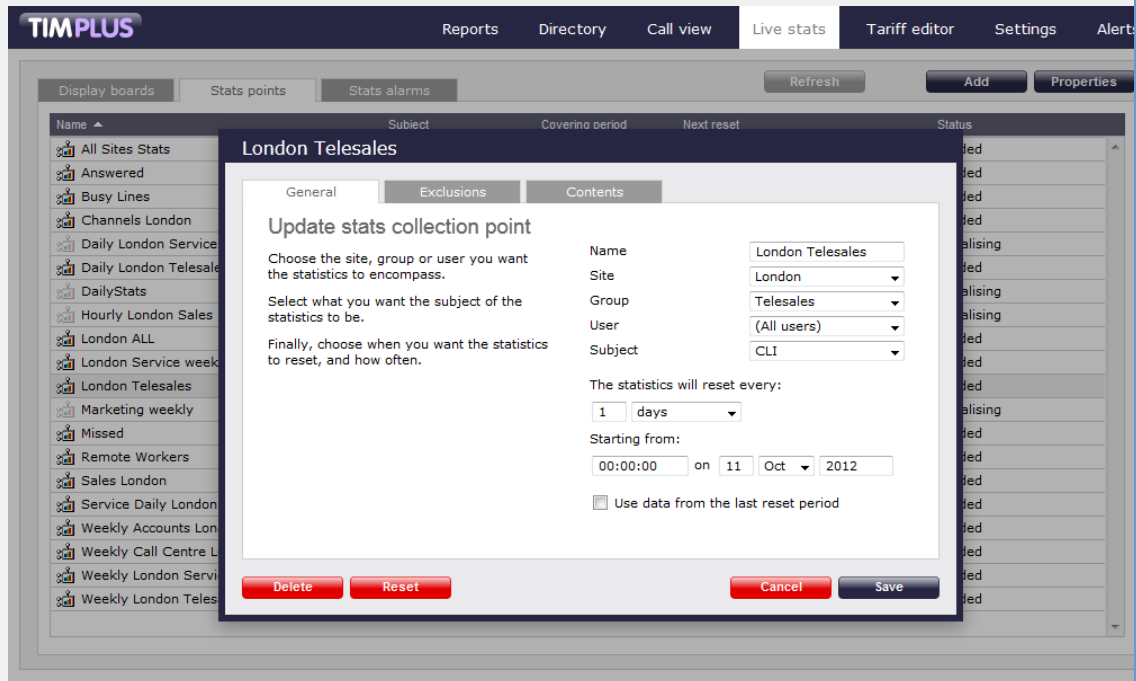 TIMPLUS
Reports Directory Call view Live stats Tariff editor Settings Alerts
Display boards Stats points Stats alarms Refresh Add Properties
Name Subject Covering period Next reset Status
All Sites Stats
Answered
Busy Lines
Channels London
Daily London Service
Daily London Telesale
DailyStats
Hourly London Sales
London ALL
London Service week
London Telesales
Marketing weekly
Missed
Remote Workers
Sales London
Service Daily London
Weekly Accounts Lon
Weekly Call Centre L
Weekly London Servi
Weekly London Teles
London Telesales
General Exclusions Contents
Update stats collection point
Choose the site, group or user you want
the statistics to encompass.
Select what you want the subject of the
statistics to be.
Finally, choose when you want the statistics
to reset, and how often.
Name London Telesales
Site London
Group Telesales
User (All users)
Subject CLI
The statistics will reset every:
1 days
Starting from:
00:00:00 on 11 Oct 2012
Use data from the last reset period
Delete Reset Cancel Save